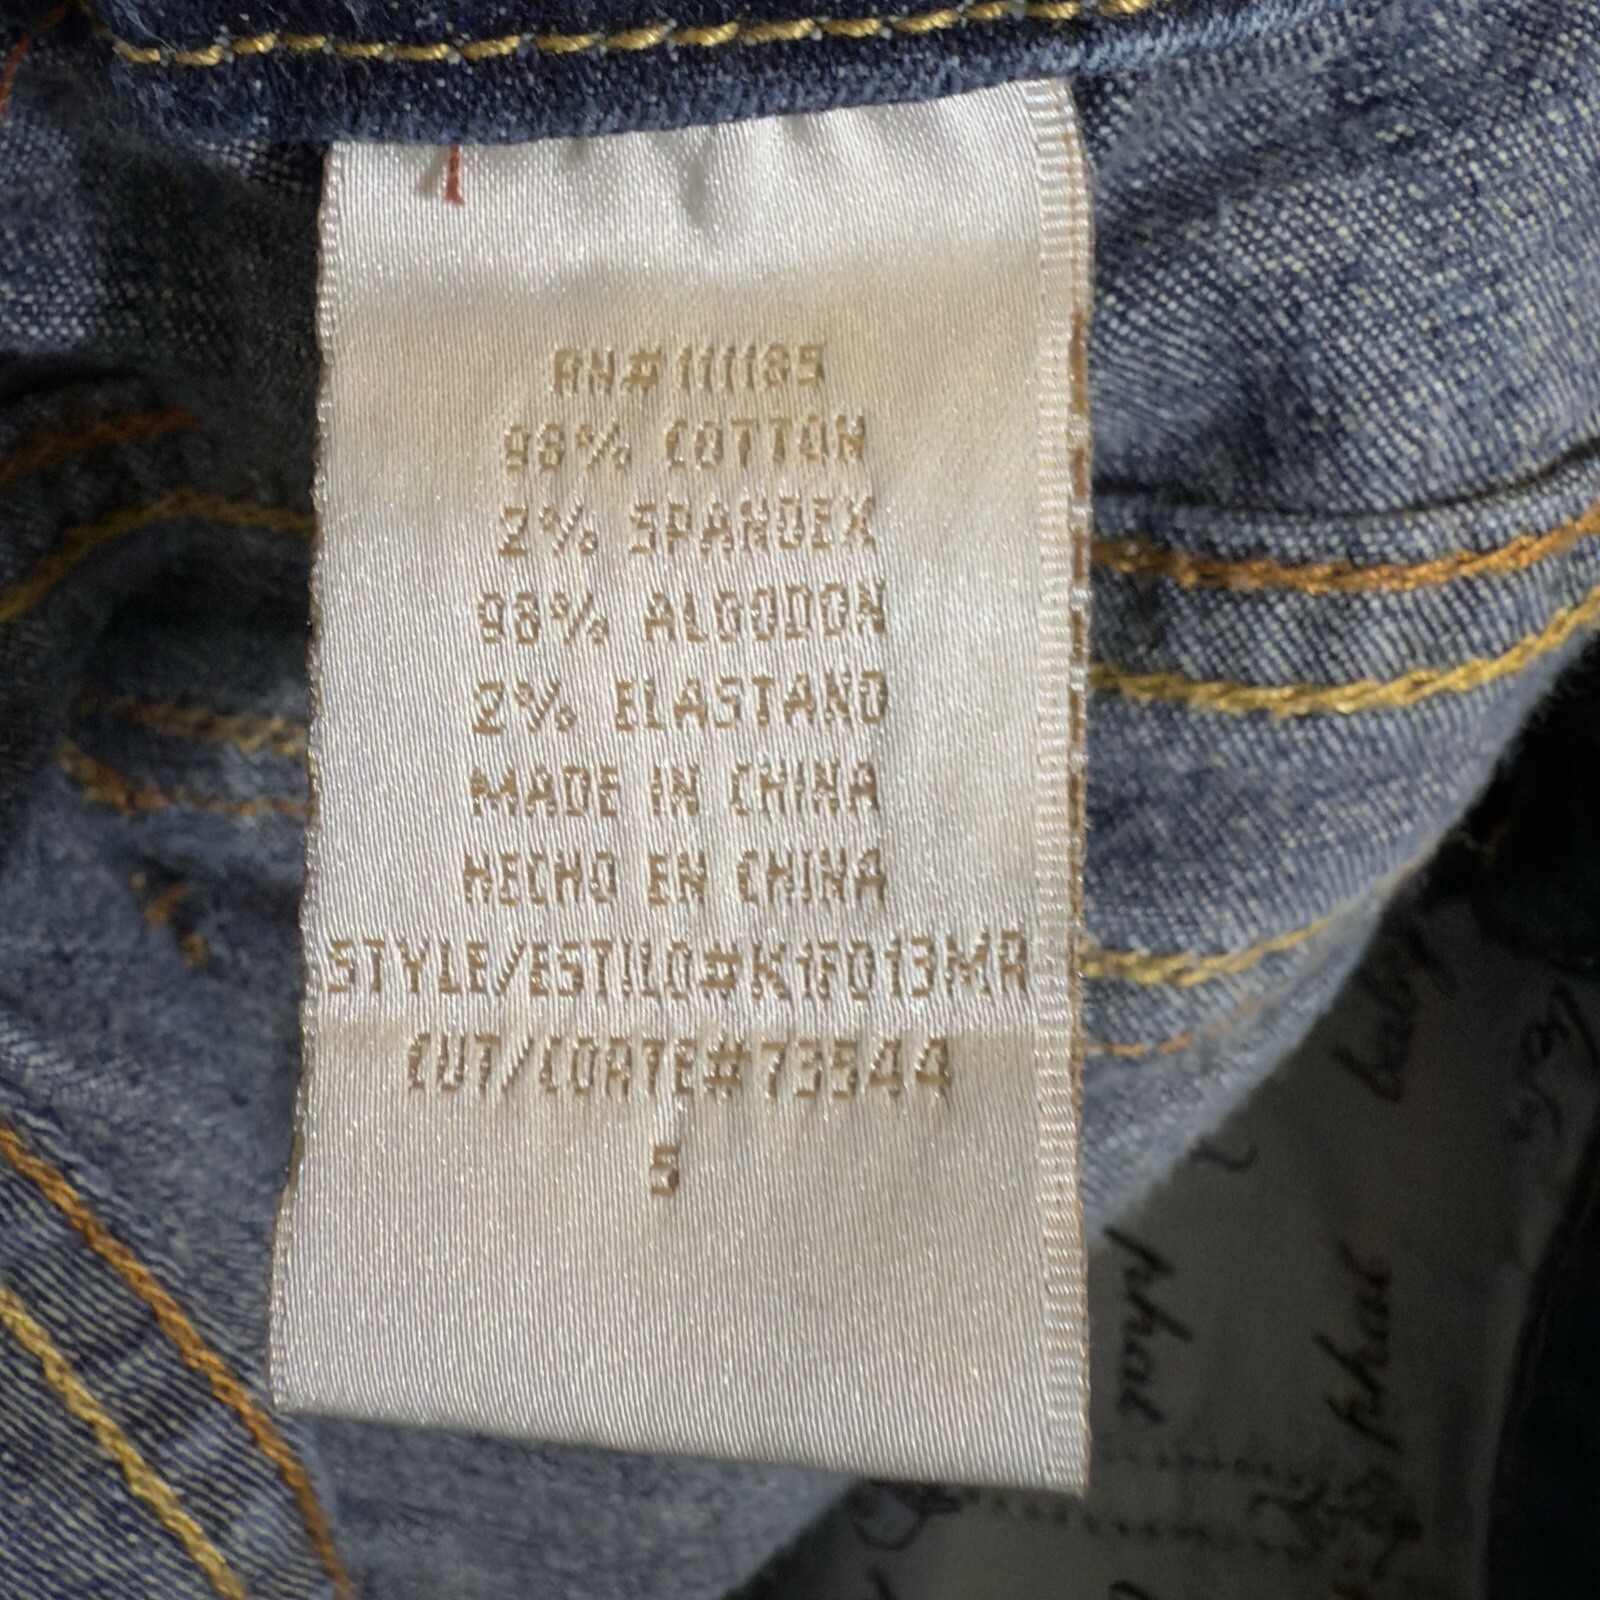 RN#111185
98% COTTON
2% SPANDEX
98% ALGODON
2% ELASTANO
MADE IN CHINA
HECHO EN CHINA
STYLE/ESTILO#K1F013MR
CUT/CORTE#73544
5
phat